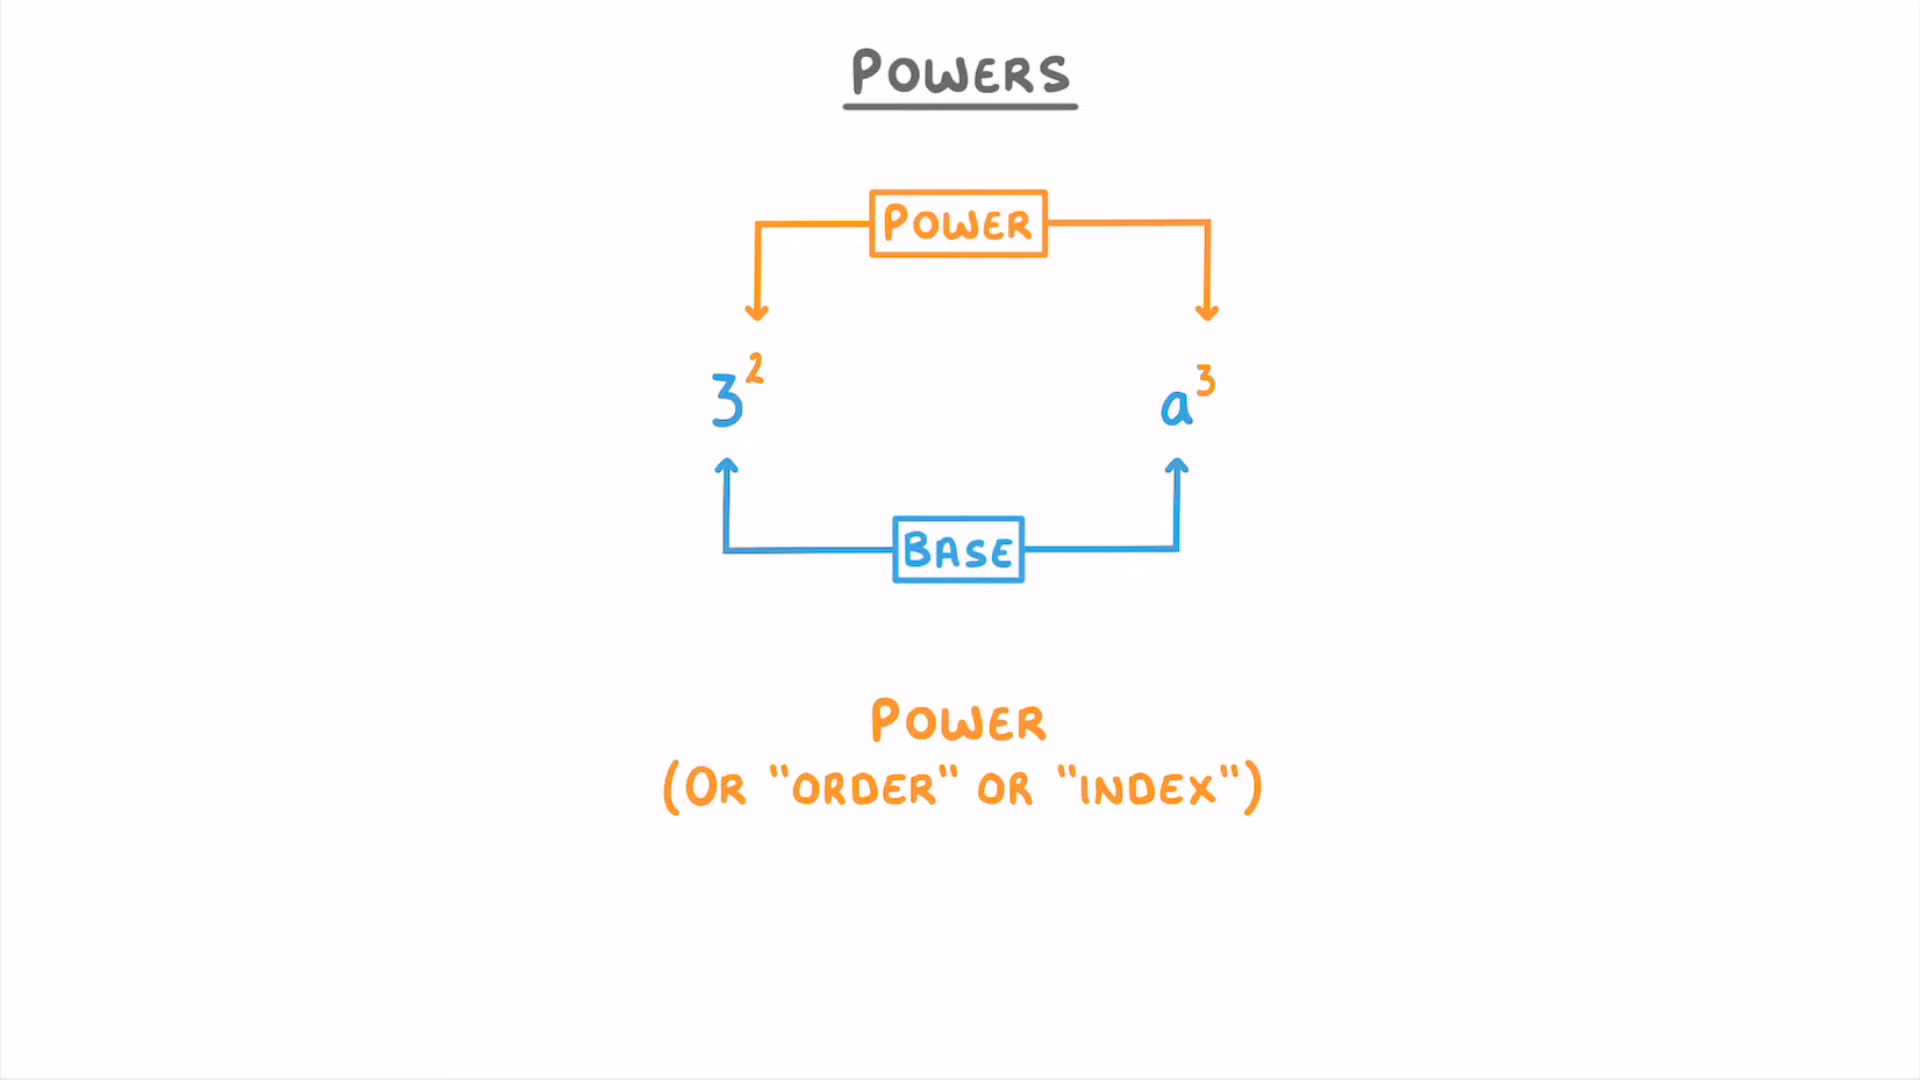 POWERS
POWER
3² a³
BASE
POWER
(OR "ORDER" OR "INDEX")